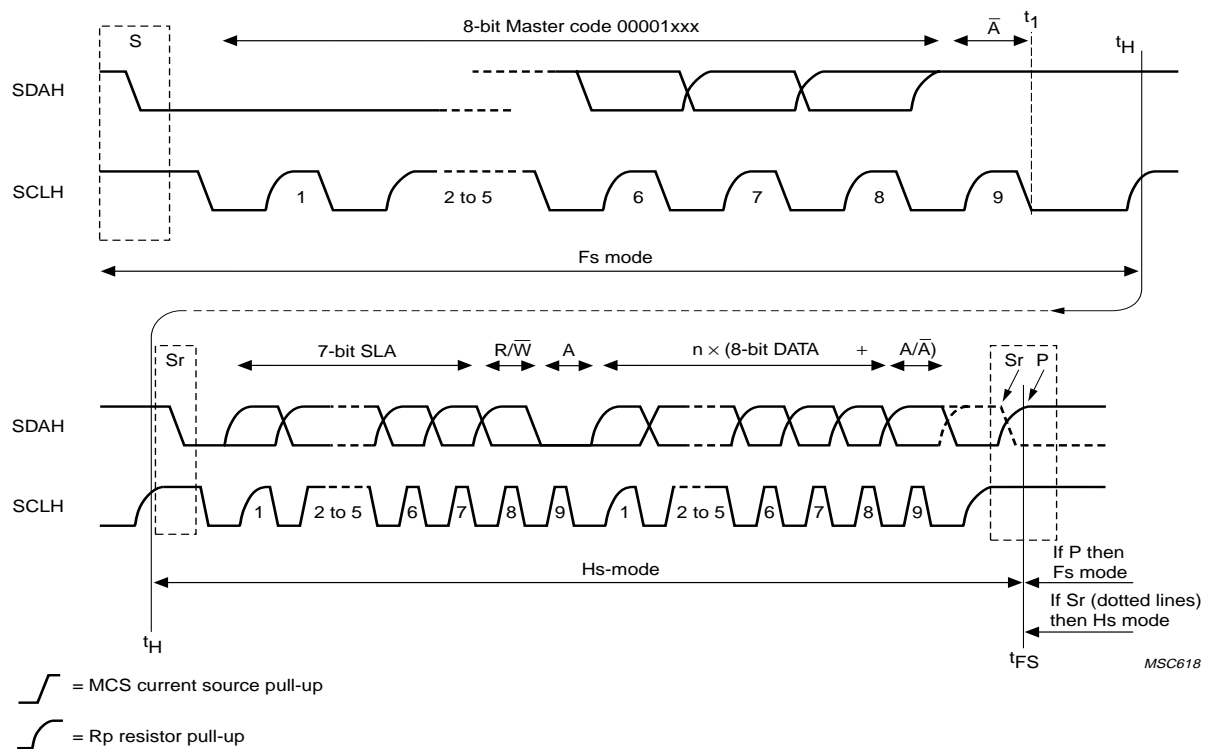 8-bit Master code 00001xxx
S
A̅
t1
tH
SDAH
SCLH
1
2 to 5
6
7
8
9
Fs mode
Sr
7-bit SLA
R/W̅
A
n × (8-bit DATA +
A/A̅)
Sr
P
SDAH
SCLH
1
2 to 5
6
7
8
9
1
2 to 5
6
7
8
9
Hs-mode
If P then
Fs mode
If Sr (dotted lines)
then Hs mode
tH
tFS
MSC618
= MCS current source pull-up
= Rp resistor pull-up